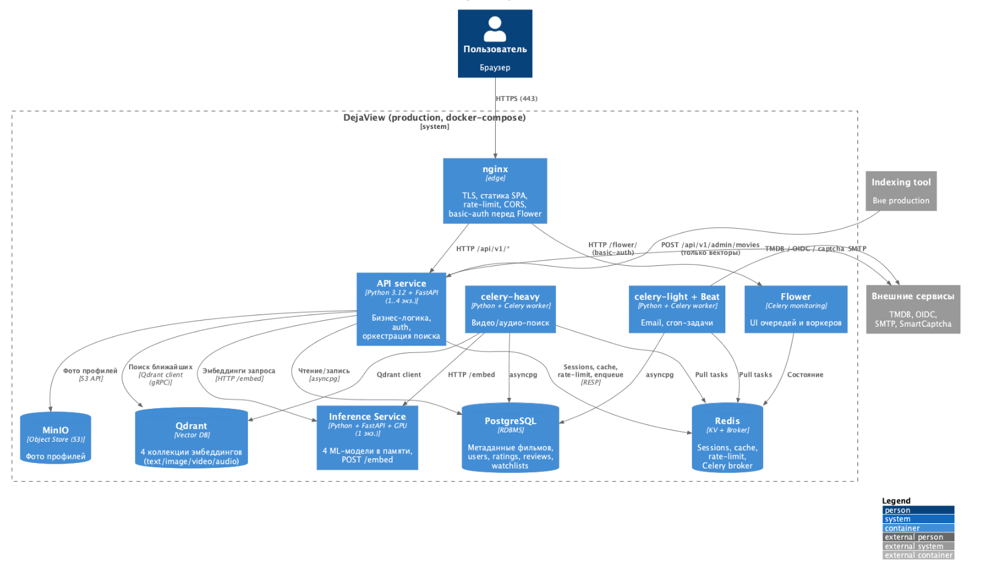 Пользователь
Браузер
HTTPS (443)
DejaView (production, docker-compose)
[system]
nginx
[edge]
TLS, статика SPA,
rate-limit, CORS,
basic-auth перед Flower
Indexing tool
Вне production
HTTP /api/v1/*
HTTP /flower/
(basic-auth)
POST /api/v1/admin/movies
(только векторы)
TMDB / OIDC / captcha
SMTP
API service
[Python 3.12 + FastAPI
(1..4 экз.)]
Бизнес-логика,
auth,
оркестрация поиска
celery-heavy
[Python + Celery worker]
Видео/аудио-поиск
celery-light + Beat
[Python + Celery worker]
Email, cron-задачи
Flower
[Celery monitoring]
UI очередей и воркеров
Внешние сервисы
TMDB, OIDC,
SMTP, SmartCaptcha
Фото профилей
[S3 API]
Поиск ближайших
[Qdrant client
(gRPC)]
Эмбеддинги запроса
[HTTP /embed]
Чтение/запись
[asyncpg]
Qdrant client
HTTP /embed
asyncpg
Sessions, cache,
rate-limit, enqueue
[RESP]
asyncpg
Pull tasks
Pull tasks
Состояние
MinIO
[Object Store (S3)]
Фото профилей
Qdrant
[Vector DB]
4 коллекции эмбеддингов
(text/image/video/audio)
Inference Service
[Python + FastAPI + GPU
(1 экз.)]
4 ML-модели в памяти,
POST /embed
PostgreSQL
[RDBMS]
Метаданные фильмов,
users, ratings, reviews,
watchlists
Redis
[KV + Broker]
Sessions, cache,
rate-limit,
Celery broker
Legend
person
system
container
external person
external system
external container